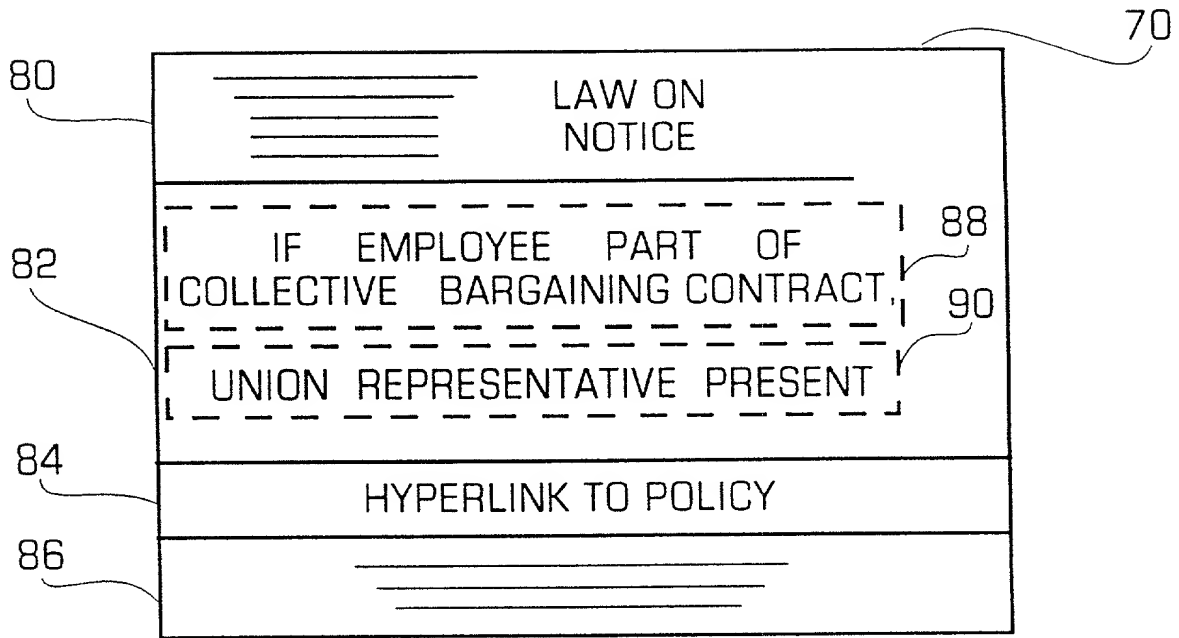 70
80
LAW ON
NOTICE
88
IF EMPLOYEE PART OF
COLLECTIVE BARGAINING CONTRACT,
82
90
UNION REPRESENTATIVE PRESENT
84
HYPERLINK TO POLICY
86